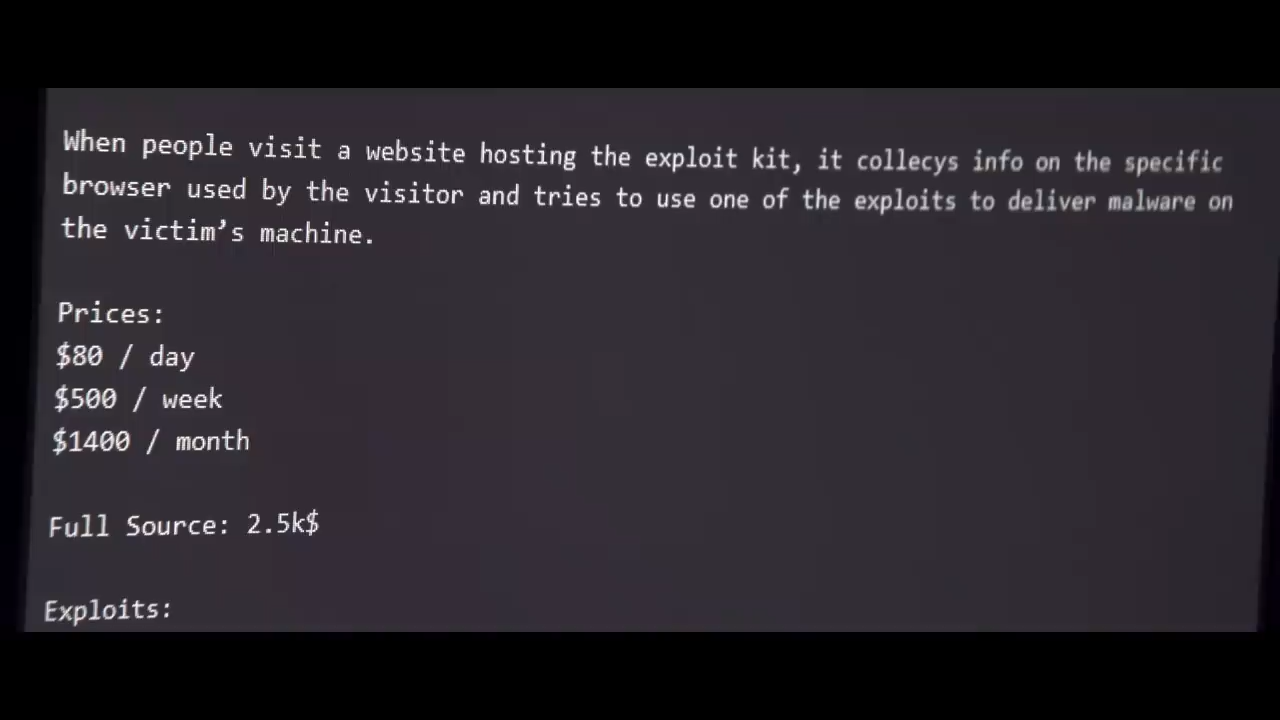 When people visit a website hosting the exploit kit, it collecys info on the specific
browser used by the visitor and tries to use one of the exploits to deliver malware on
the victim’s machine.
Prices:
$80 / day
$500 / week
$1400 / month
Full Source: 2.5k$
Exploits: